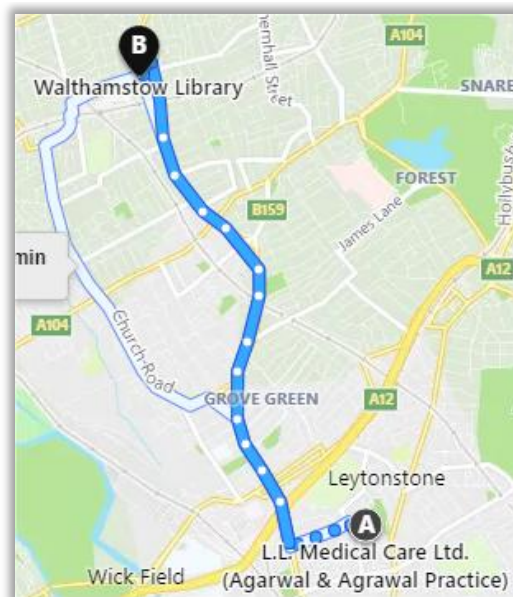 A104
B
Walthamstow Library
SNARE
FOREST
B159
James Lane
min
A12
A104
Church-Road
GROVE GREEN
A12
Leytonstone
A
L.L. Medical Care Ltd.
Wick Field
(Agarwal & Agrawal Practice)